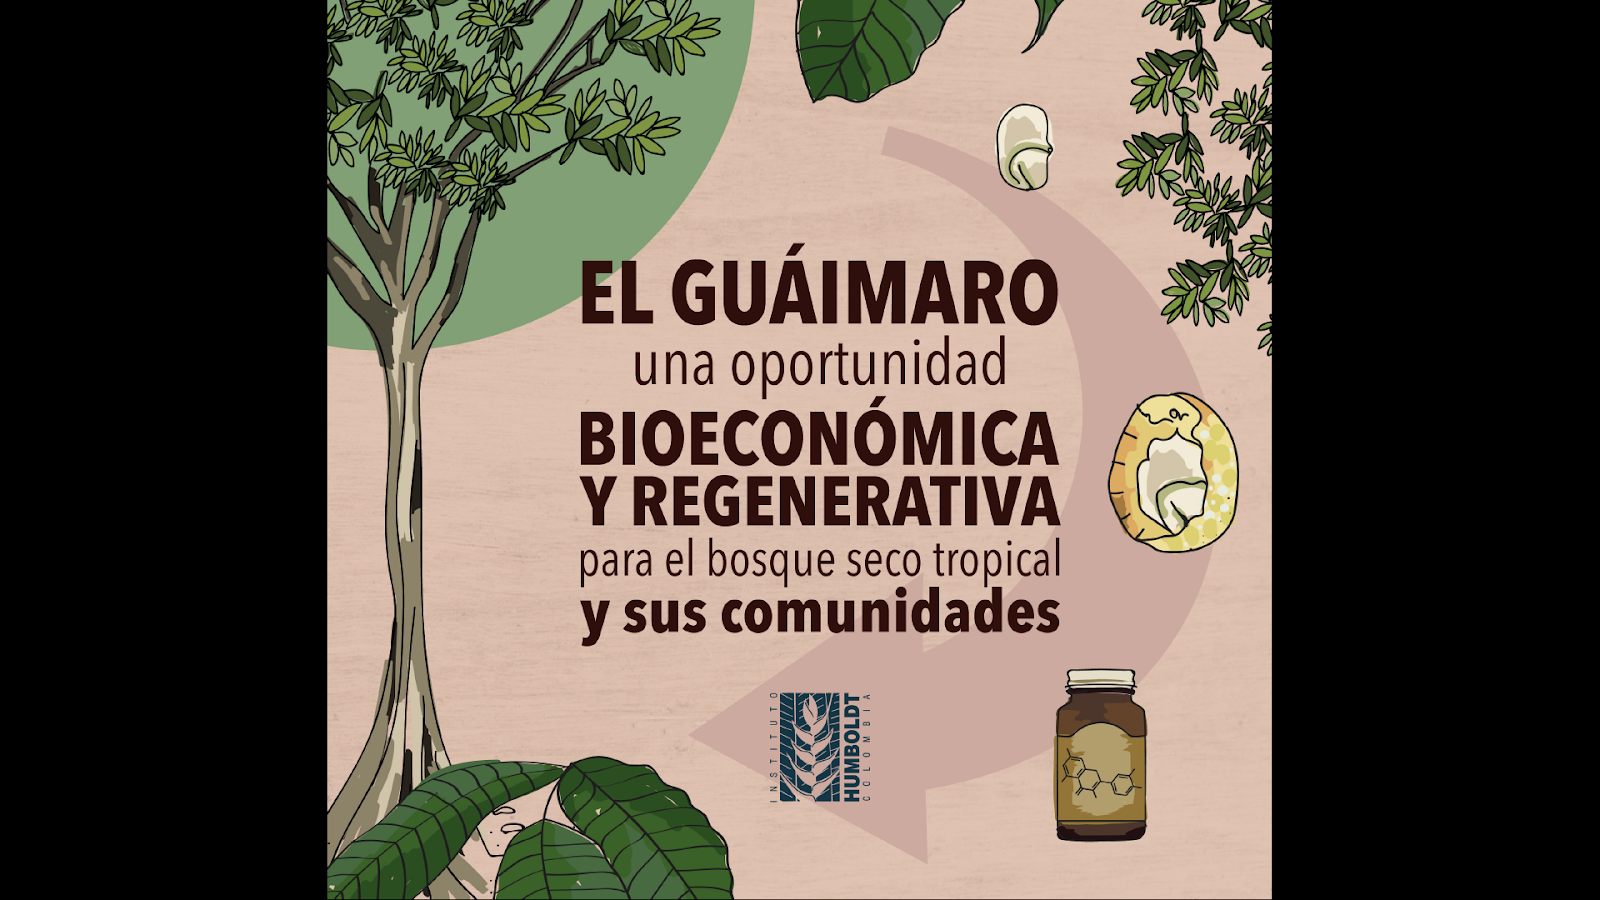 EL GUÁIMARO
una oportunidad
BIOECONÓMICA
Y REGENERATIVA
para el bosque seco tropical
y sus comunidades
INSTITUTO
HUMBOLDT
COLOMBIA